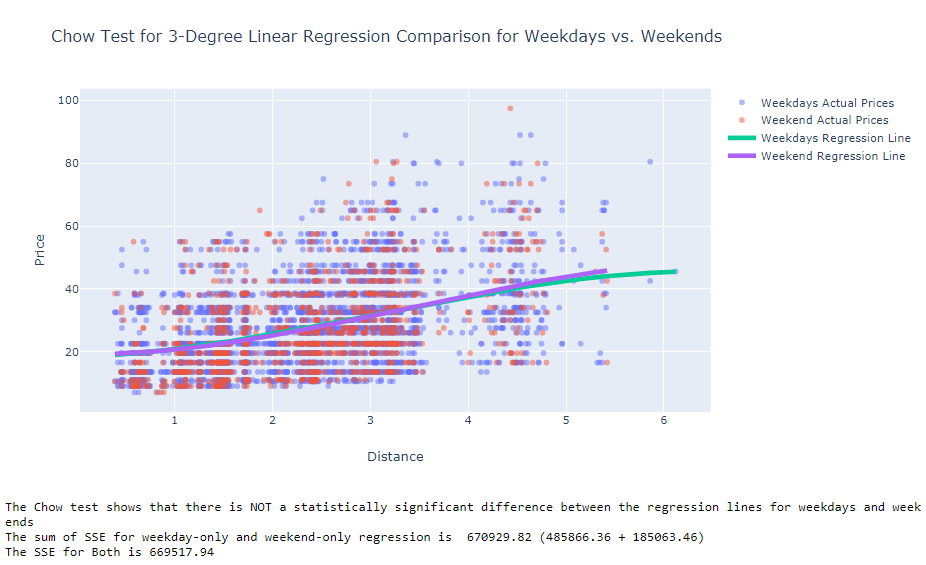 Chow Test for 3-Degree Linear Regression Comparison for Weekdays vs. Weekends
100
80
60
40
20
Price
1
2
3
4
5
6
Distance
Weekdays Actual Prices
Weekend Actual Prices
Weekdays Regression Line
Weekend Regression Line
The Chow test shows that there is NOT a statistically significant difference between the regression lines for weekdays and week
ends
The sum of SSE for weekday-only and weekend-only regression is  670929.82 (485866.36 + 185063.46)
The SSE for Both is 669517.94